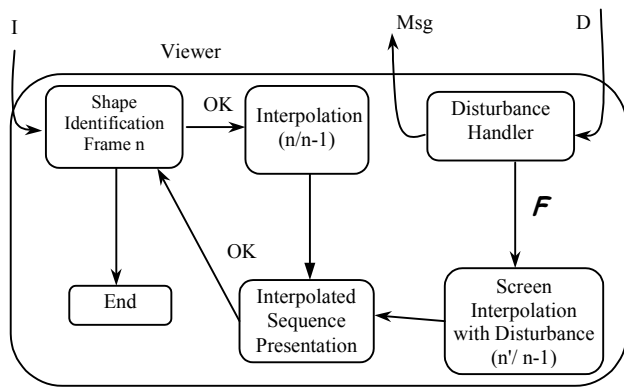 I
Msg
D
Viewer
Shape
Identification
Frame n
OK
Interpolation
(n/n-1)
Disturbance
Handler
F
OK
End
Interpolated
Sequence
Presentation
Screen
Interpolation
with Disturbance
(n'/ n-1)